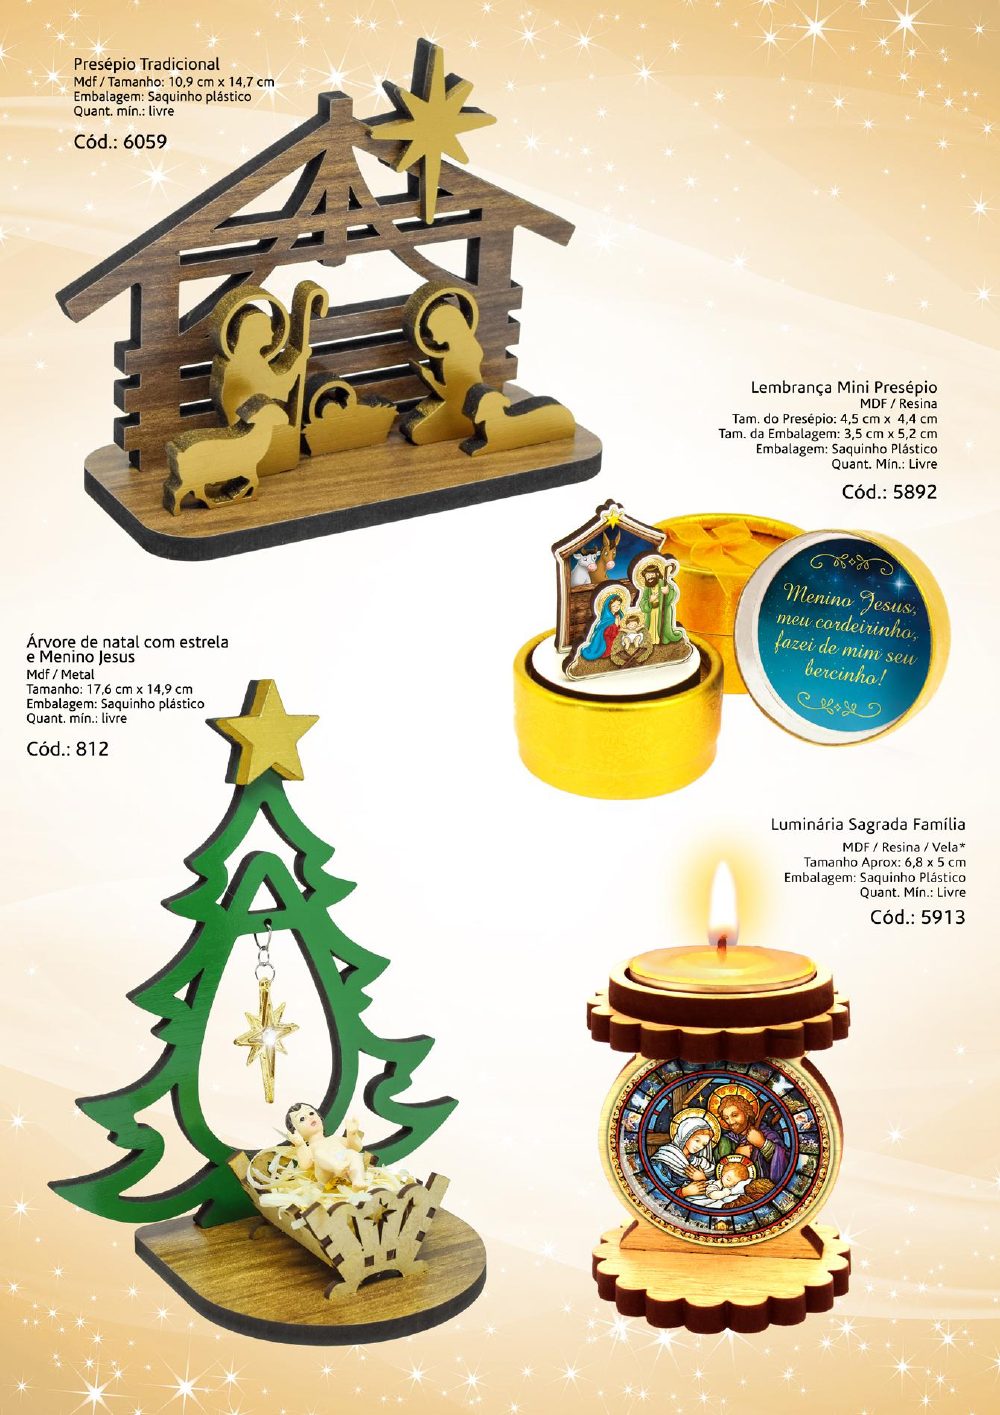 Presépio Tradicional
Mdf / Tamanho: 10,9 cm x 14,7 cm
Embalagem: Saquinho plástico
Quant. mín.: livre
Cód.: 6059
Lembrança Mini Presépio
MDF / Resina
Tam. do Presépio: 4,5 cm x 4,4 cm
Tam. da Embalagem: 3,5 cm x 5,2 cm
Embalagem: Saquinho Plástico
Quant. Mín.: Livre
Cód.: 5892
Menino Jesus,
meu cordeirinho,
fazei de mim seu
bercinho!
Árvore de natal com estrela
e Menino Jesus
Mdf / Metal
Tamanho: 17,6 cm x 14,9 cm
Embalagem: Saquinho plástico
Quant. mín.: livre
Cód.: 812
Luminária Sagrada Família
MDF / Resina / Vela*
Tamanho Aprox: 6,8 x 5 cm
Embalagem: Saquinho Plástico
Quant. Mín.: Livre
Cód.: 5913